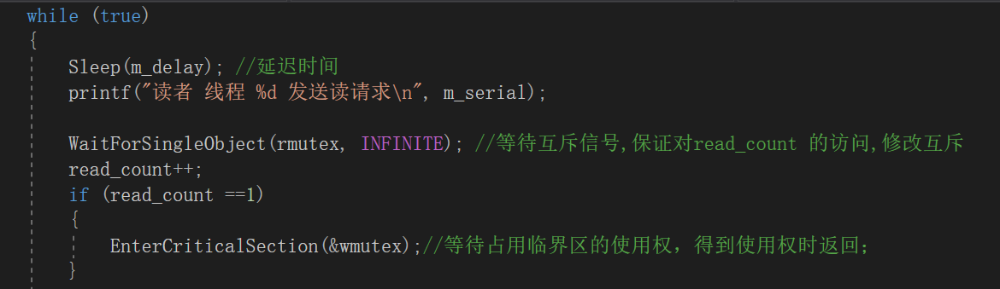 while (true)
{
Sleep(m_delay); //延迟时间
printf("读者 线程 %d 发送读请求\n", m_serial);
WaitForSingleObject(rmutex, INFINITE); //等待互斥信号,保证对read_count 的访问,修改互斥
read_count++;
if (read_count ==1)
{
EnterCriticalSection(&wmutex);//等待占用临界区的使用权，得到使用权时返回；
}